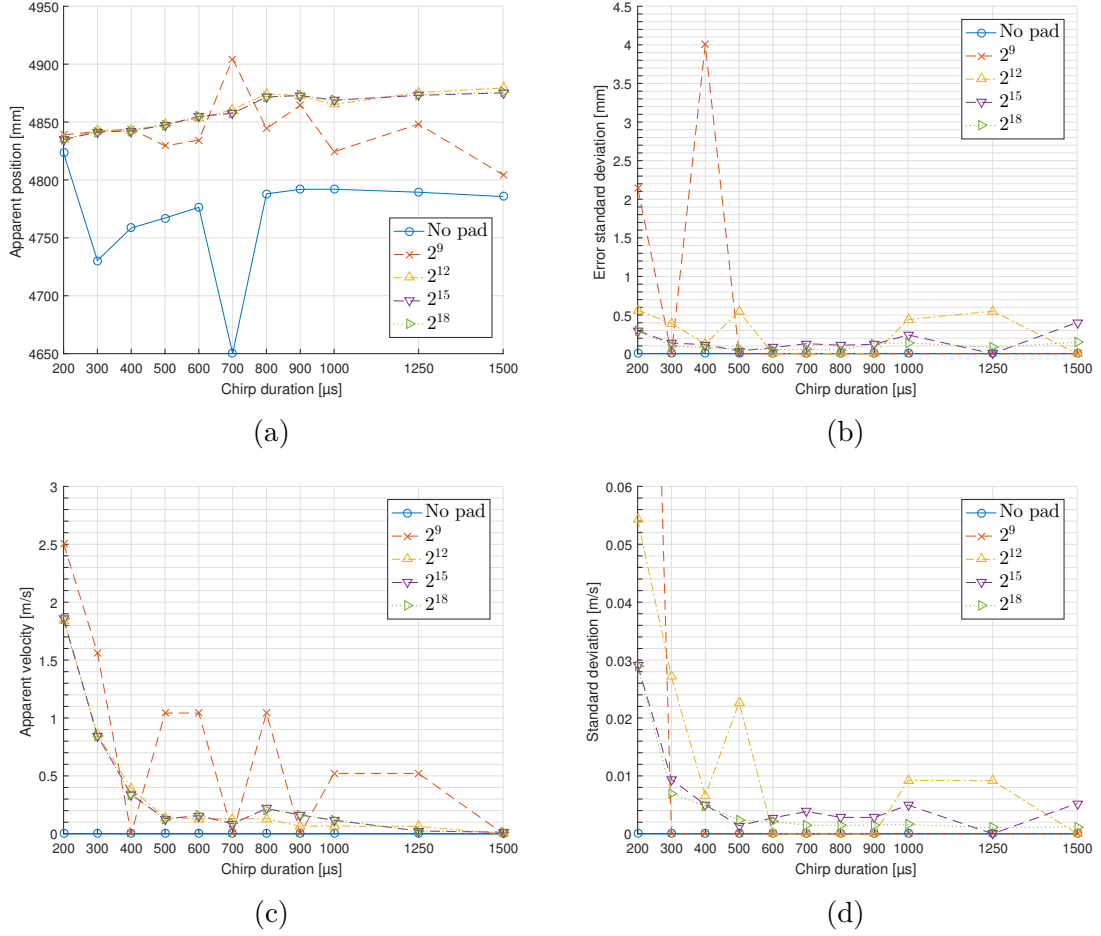 4950
4900
4850
4800
4750
4700
4650
200 300 400 500 600 700 800 900 1000 1250 1500
Apparent position [mm]
Chirp duration [µs]
No pad
2^9
2^12
2^15
2^18
(a)
4.5
4
3.5
3
2.5
2
1.5
1
0.5
0
200 300 400 500 600 700 800 900 1000 1250 1500
Error standard deviation [mm]
Chirp duration [µs]
No pad
2^9
2^12
2^15
2^18
(b)
3
2.5
2
1.5
1
0.5
0
200 300 400 500 600 700 800 900 1000 1250 1500
Apparent velocity [m/s]
Chirp duration [µs]
No pad
2^9
2^12
2^15
2^18
(c)
0.06
0.05
0.04
0.03
0.02
0.01
0
200 300 400 500 600 700 800 900 1000 1250 1500
Standard deviation [m/s]
Chirp duration [µs]
No pad
2^9
2^12
2^15
2^18
(d)